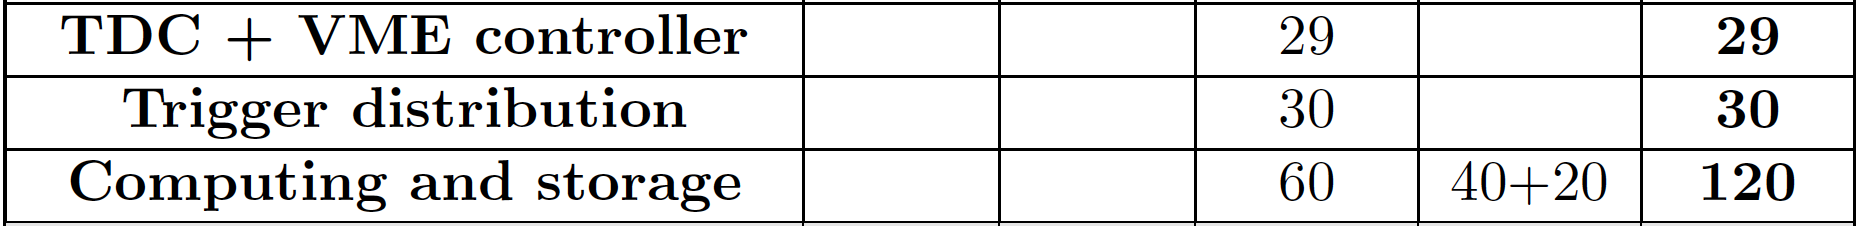 TDC + VME controller 29 29
Trigger distribution 30 30
Computing and storage 60 40+20 120